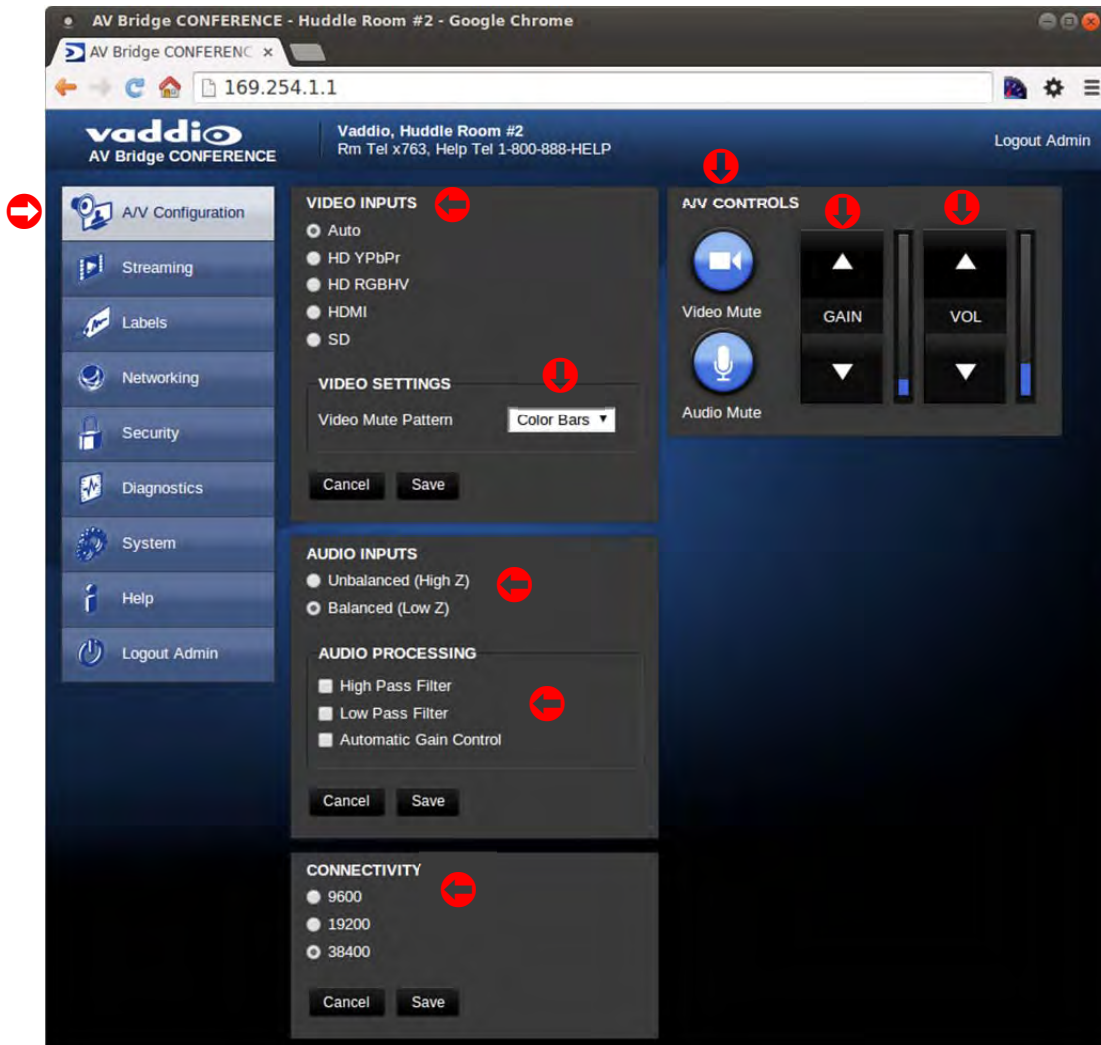 AV Bridge CONFERENCE - Huddle Room #2 - Google Chrome
AV Bridge CONFERENC
169.254.1.1
vaddio
AV Bridge CONFERENCE
Vaddio, Huddle Room #2
Rm Tel x763, Help Tel 1-800-888-HELP
Logout Admin
A/V Configuration
Streaming
Labels
Networking
Security
Diagnostics
System
Help
Logout Admin
VIDEO INPUTS
Auto
HD YPbPr
HD RGBHV
HDMI
SD
VIDEO SETTINGS
Video Mute Pattern Color Bars
Cancel Save
AUDIO INPUTS
Unbalanced (High Z)
Balanced (Low Z)
AUDIO PROCESSING
High Pass Filter
Low Pass Filter
Automatic Gain Control
Cancel Save
CONNECTIVITY
9600
19200
38400
Cancel Save
A/V CONTROLS
Video Mute
Audio Mute
GAIN
VOL